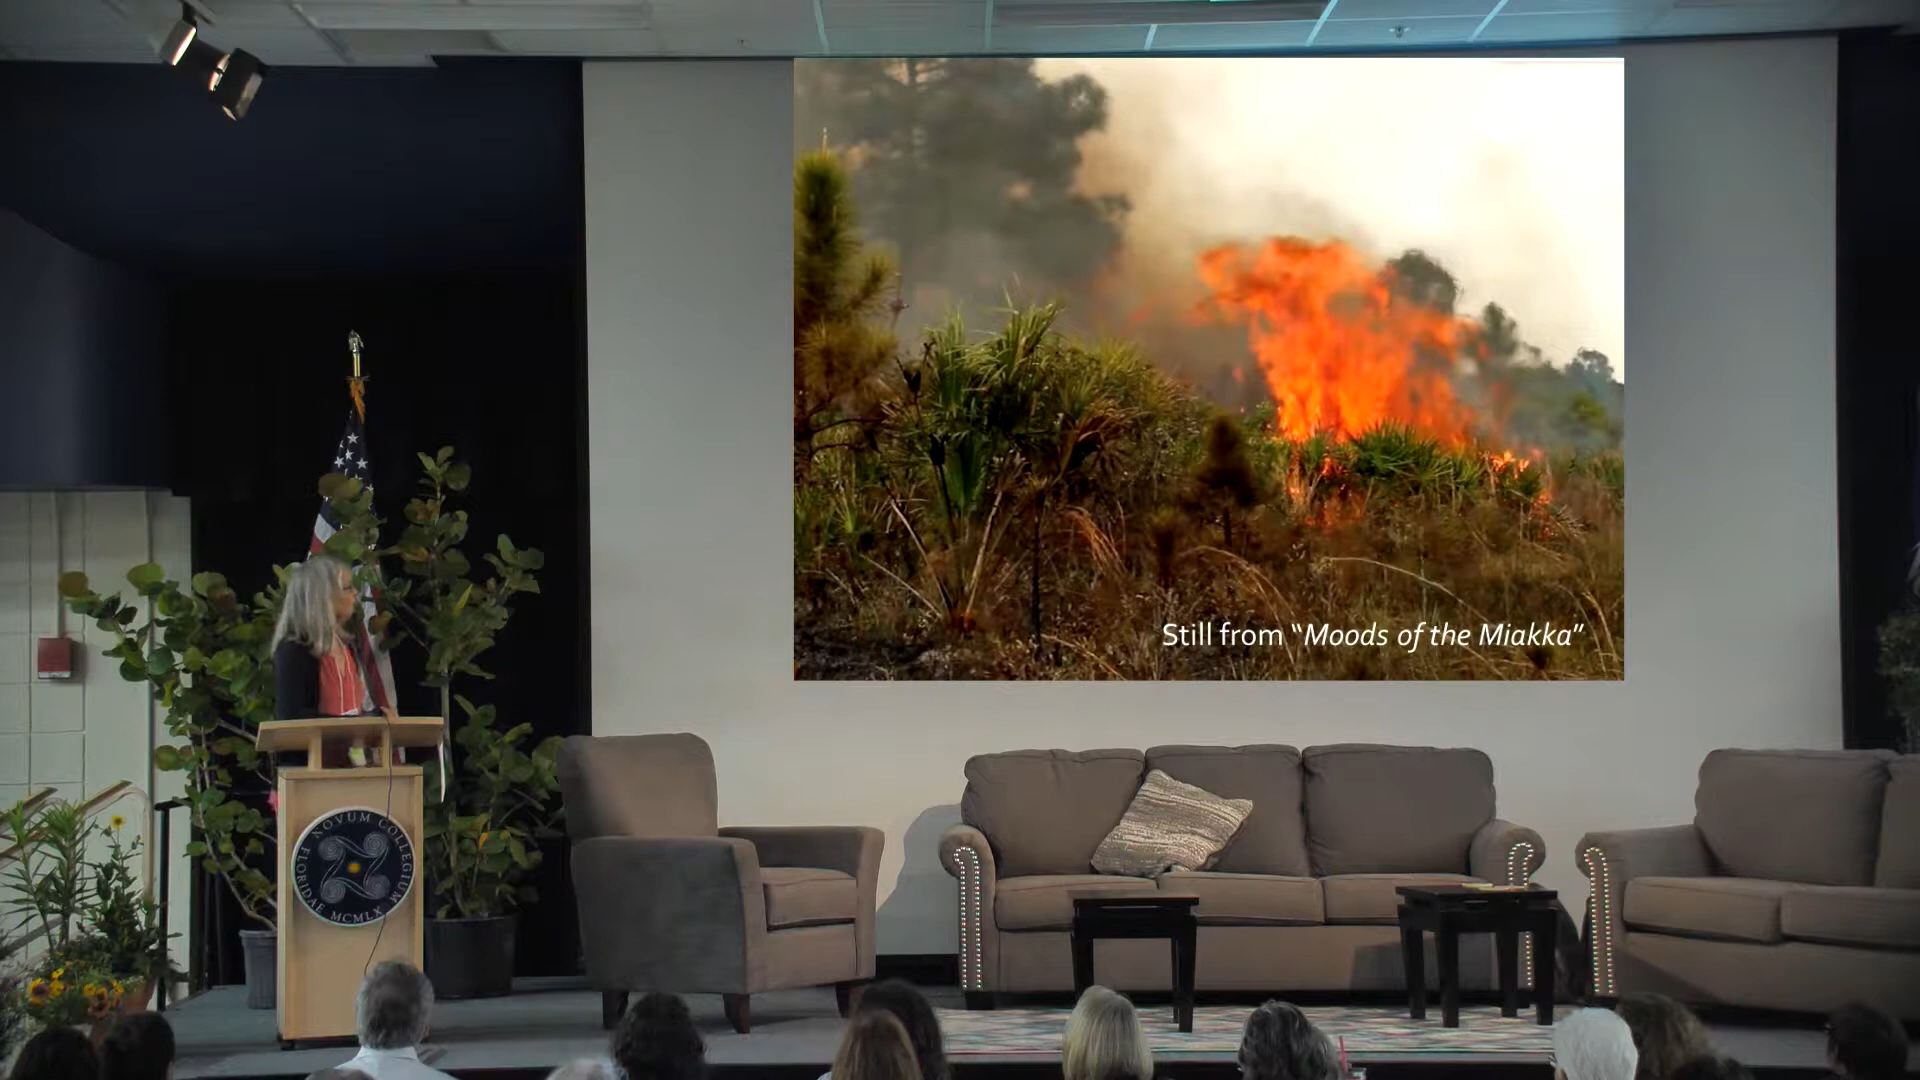 Still from “Moods of the Miakka”
NOVUM COLLEGIUM
FLORIDAE MCMLX